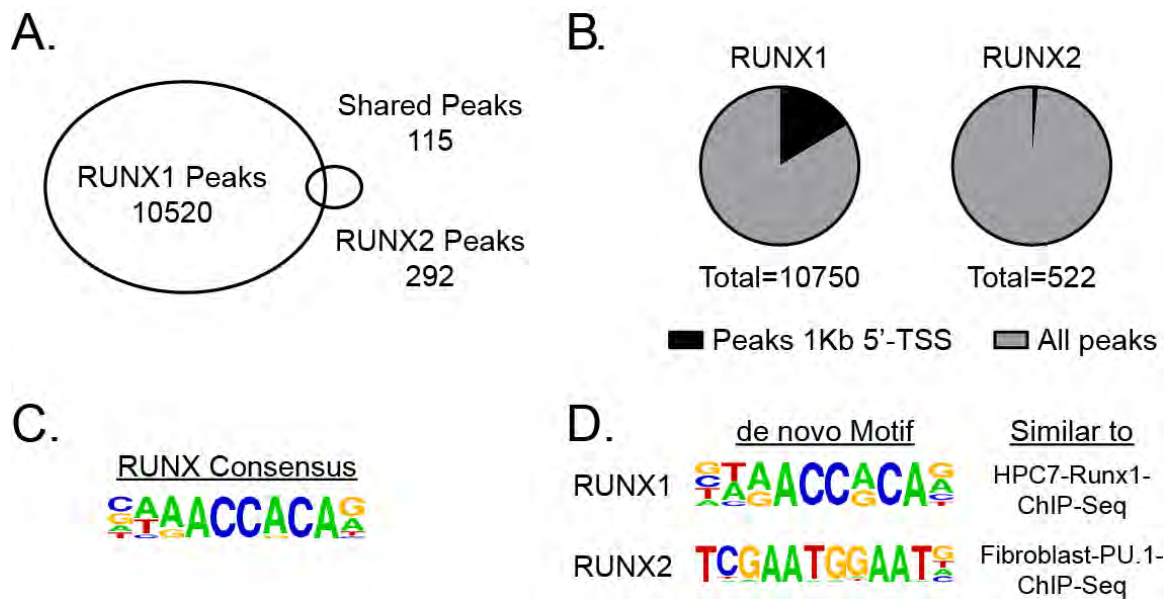 A.
RUNX1 Peaks
10520
Shared Peaks
115
RUNX2 Peaks
292
B.
RUNX1
RUNX2
Total=10750
Total=522
Peaks 1Kb 5'-TSS
All peaks
C.
RUNX Consensus
AAACCACAG
D.
de novo Motif
Similar to
RUNX1
AACCACA
HPC7-Runx1-
ChIP-Seq
RUNX2
TCGAATGGAAT
Fibroblast-PU.1-
ChIP-Seq